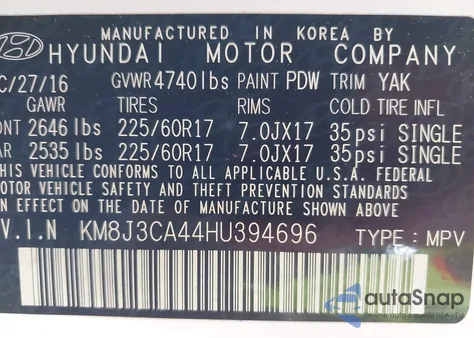 MANUFACTURED IN KOREA BY
HYUNDAI MOTOR COMPANY
C/27/16 GVWR 4740lbs PAINT PDW TRIM YAK
GAWR TIRES RIMS COLD TIRE INFL
ONT 2646lbs 225/60R17 7.0JX17 35psi SINGLE
AR 2535lbs 225/60R17 7.0JX17 35psi SINGLE
THIS VEHICLE CONFORMS TO ALL APPLICABLE U.S.A. FEDERAL
MOTOR VEHICLE SAFETY AND THEFT PREVENTION STANDARDS
IN EFFECT ON THE DATE OF MANUFACTURE SHOWN ABOVE
V.I.N KM8J3CA44HU394696 TYPE : MPV
autoSnap